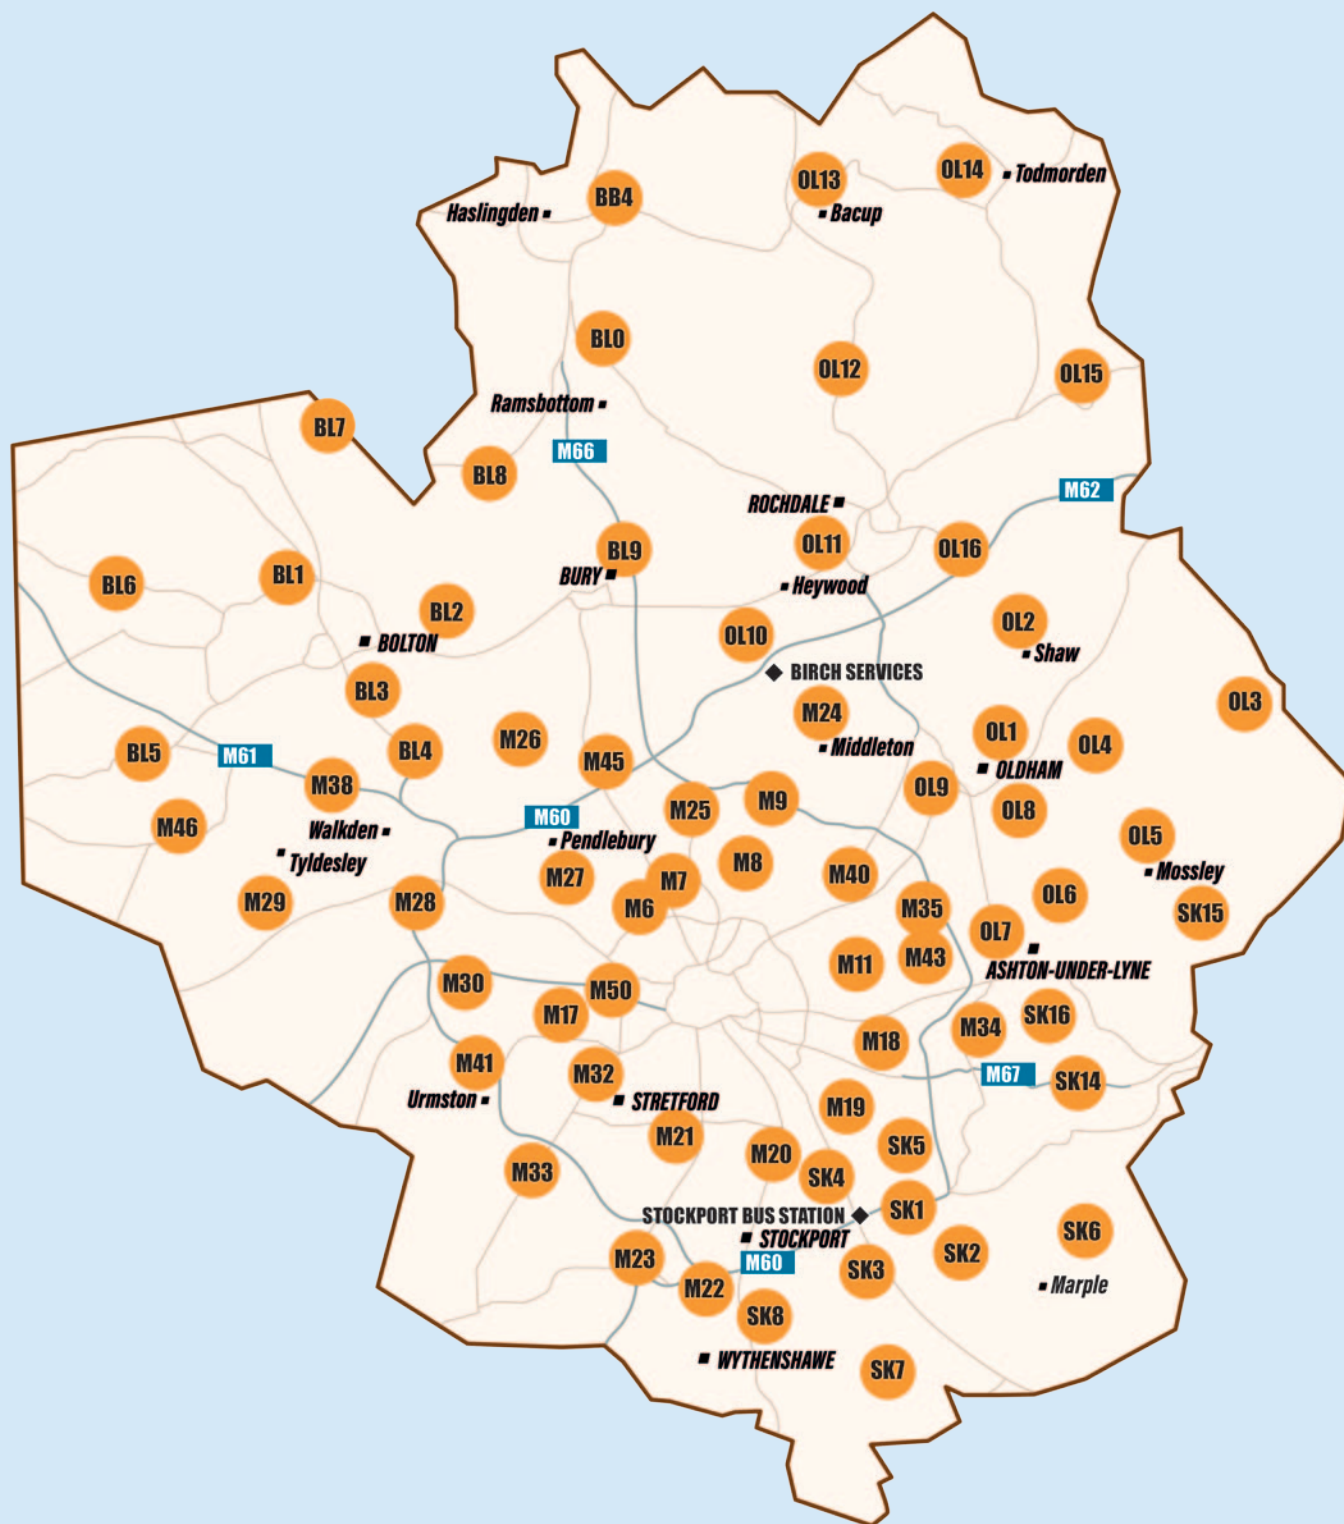 OL14
Todmorden
OL13
BB4
Haslingden
Bacup
BL0
OL12
OL15
Ramsbottom
BL7
M66
BL8
M62
ROCHDALE
OL11
BL9
OL16
BURY
BL1
BL6
Heywood
BL2
OL2
OL10
BOLTON
Shaw
BIRCH SERVICES
BL3
OL3
M24
OL1
M26
OL4
Middleton
BL4
BL5
M61
M45
OLDHAM
M38
OL9
M9
M25
OL8
M60
M46
Walkden
OL5
Pendlebury
Tyldesley
M8
Mossley
M40
M27
M7
OL6
M29
M28
M6
M35
SK15
OL7
M43
M11
ASHTON-UNDER-LYNE
M30
M50
M17
SK16
M34
M18
M41
M32
M67
SK14
Urmston
STRETFORD
M19
M21
SK5
M20
M33
SK4
SK1
STOCKPORT BUS STATION
SK6
STOCKPORT
SK2
M23
M60
SK3
Marple
M22
SK8
WYTHENSHAWE
SK7